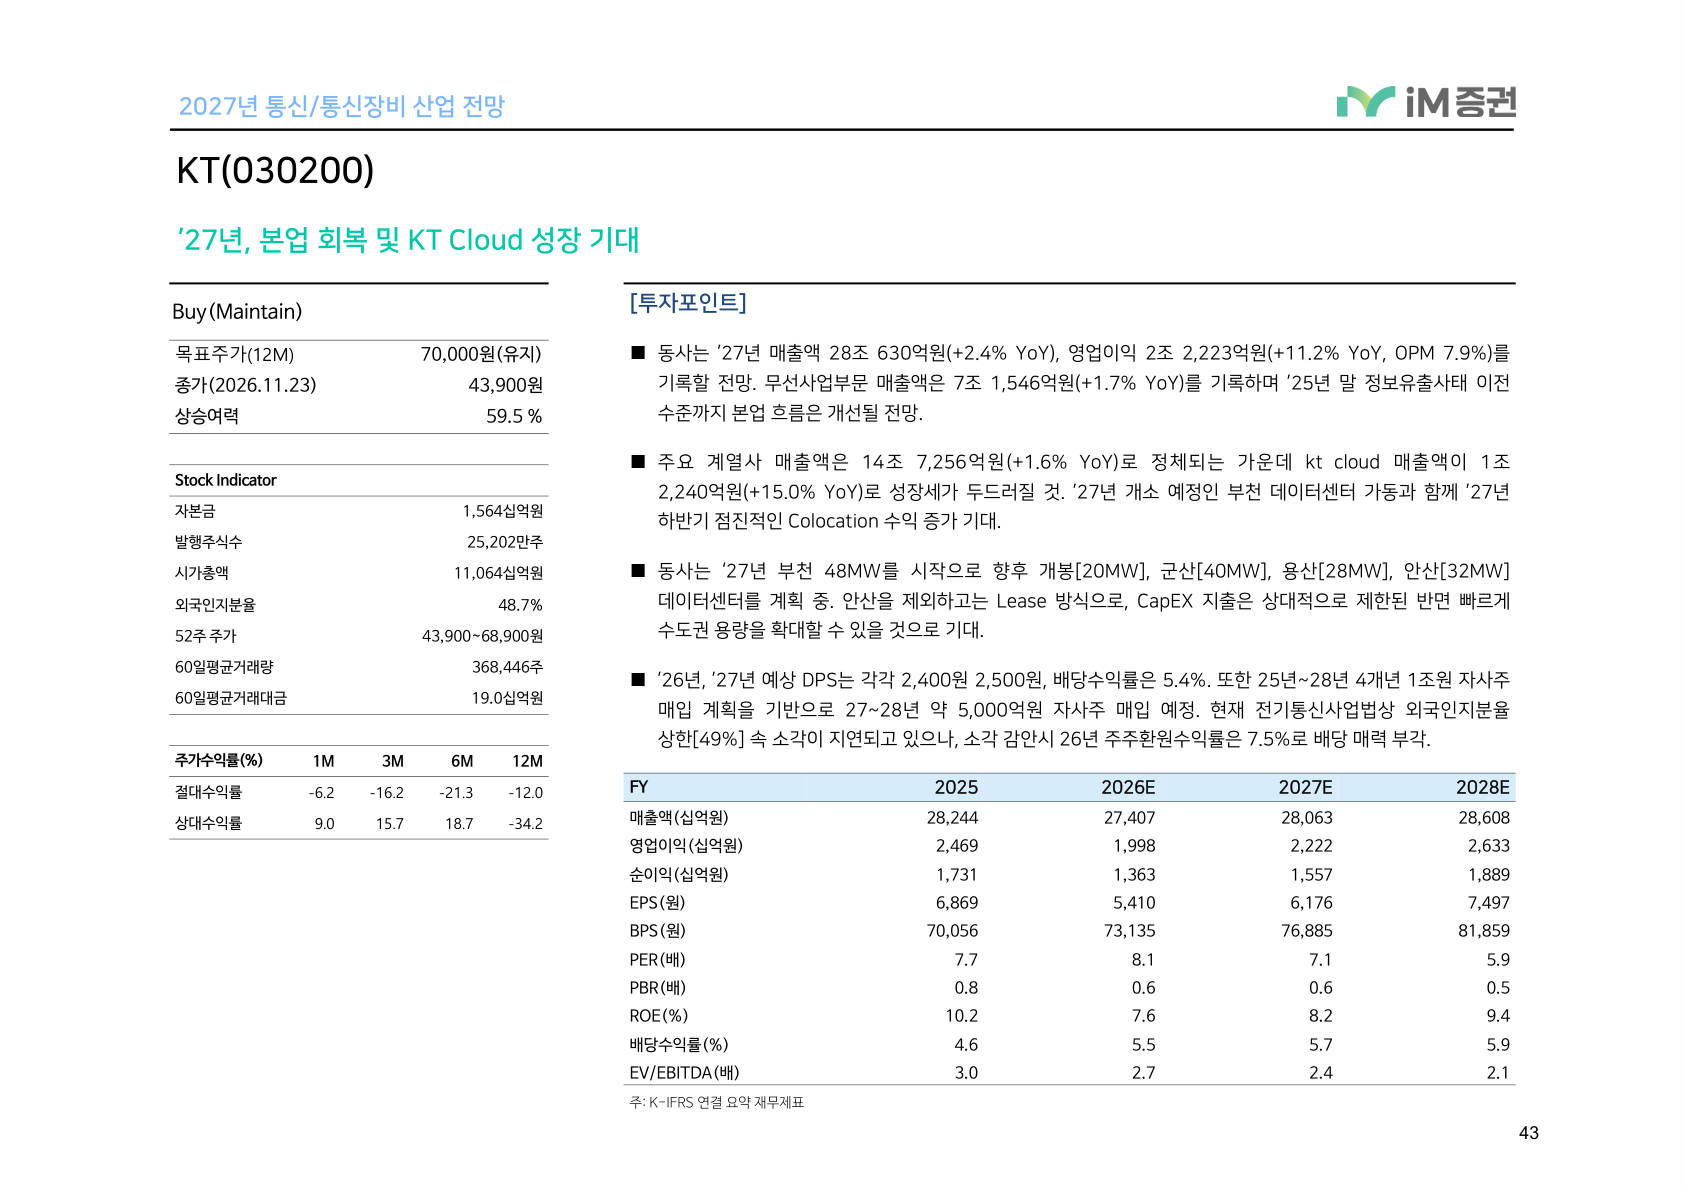 2027년 통신/통신장비 산업 전망
iM증권
KT(030200)
’27년, 본업 회복 및 KT Cloud 성장 기대
Buy(Maintain)
목표주가(12M) 70,000원(유지)
종가(2026.11.23) 43,900원
상승여력 59.5 %
Stock Indicator
자본금 1,564십억원
발행주식수 25,202만주
시가총액 11,064십억원
외국인지분율 48.7%
52주 주가 43,900~68,900원
60일평균거래량 368,446주
60일평균거래대금 19.0십억원
주가수익률(%) 1M 3M 6M 12M
절대수익률 -6.2 -16.2 -21.3 -12.0
상대수익률 9.0 15.7 18.7 -34.2
[투자포인트]
■ 동사는 ’27년 매출액 28조 630억원(+2.4% YoY), 영업이익 2조 2,223억원(+11.2% YoY, OPM 7.9%)를
기록할 전망. 무선사업부문 매출액은 7조 1,546억원(+1.7% YoY)를 기록하며 ’25년 말 정보유출사태 이전
수준까지 본업 흐름은 개선될 전망.
■ 주요 계열사 매출액은 14조 7,256억원(+1.6% YoY)로 정체되는 가운데 kt cloud 매출액이 1조
2,240억원(+15.0% YoY)로 성장세가 두드러질 것. ’27년 개소 예정인 부천 데이터센터 가동과 함께 ’27년
하반기 점진적인 Colocation 수익 증가 기대.
■ 동사는 ‘27년 부천 48MW를 시작으로 향후 개봉[20MW], 군산[40MW], 용산[28MW], 안산[32MW]
데이터센터를 계획 중. 안산을 제외하고는 Lease 방식으로, CapEX 지출은 상대적으로 제한된 반면 빠르게
수도권 용량을 확대할 수 있을 것으로 기대.
■ ’26년, ’27년 예상 DPS는 각각 2,400원 2,500원, 배당수익률은 5.4%. 또한 25년~28년 4개년 1조원 자사주
매입 계획을 기반으로 27~28년 약 5,000억원 자사주 매입 예정. 현재 전기통신사업법상 외국인지분율
상한[49%] 속 소각이 지연되고 있으나, 소각 감안시 26년 주주환원수익률은 7.5%로 배당 매력 부각.
FY 2025 2026E 2027E 2028E
매출액(십억원) 28,244 27,407 28,063 28,608
영업이익(십억원) 2,469 1,998 2,222 2,633
순이익(십억원) 1,731 1,363 1,557 1,889
EPS(원) 6,869 5,410 6,176 7,497
BPS(원) 70,056 73,135 76,885 81,859
PER(배) 7.7 8.1 7.1 5.9
PBR(배) 0.8 0.6 0.6 0.5
ROE(%) 10.2 7.6 8.2 9.4
배당수익률(%) 4.6 5.5 5.7 5.9
EV/EBITDA(배) 3.0 2.7 2.4 2.1
주: K-IFRS 연결 요약 재무제표
43